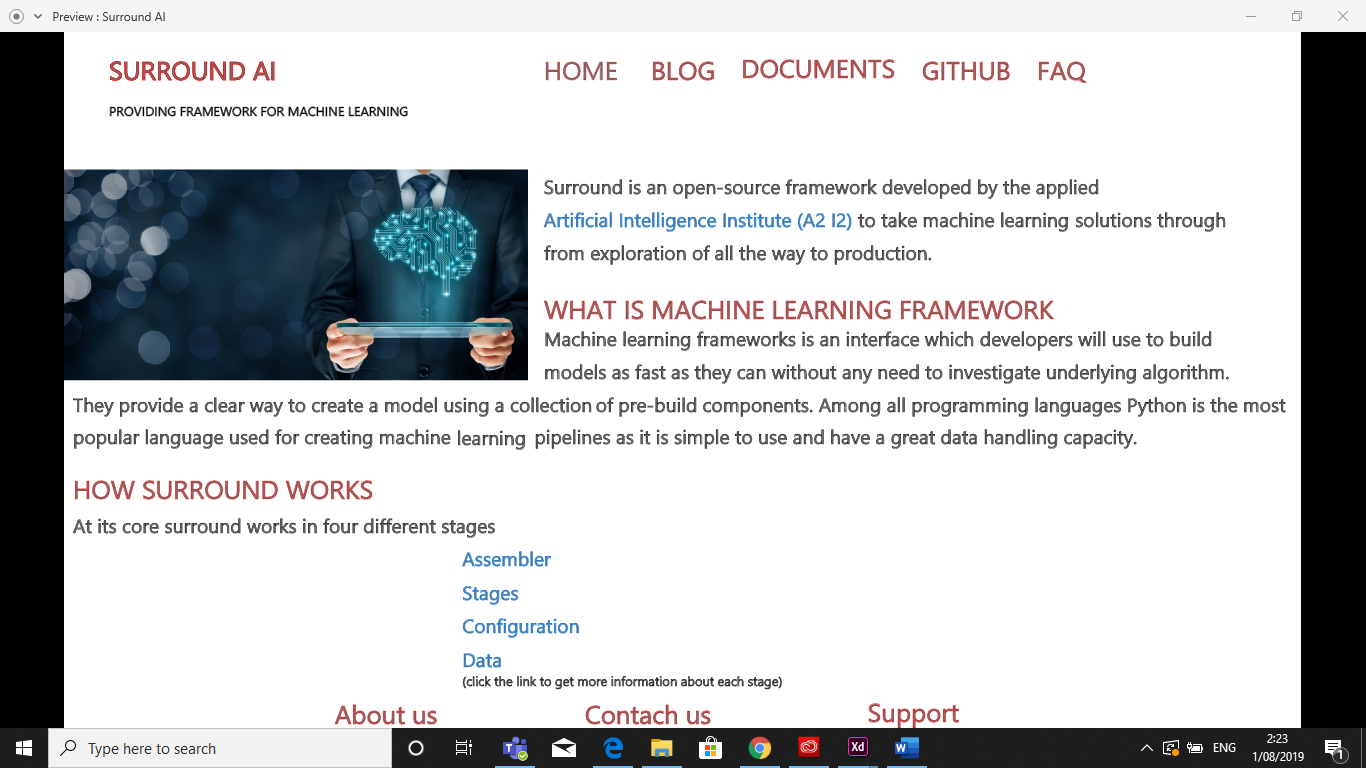 Preview : Surround AI
SURROUND AI
HOME BLOG DOCUMENTS GITHUB FAQ
PROVIDING FRAMEWORK FOR MACHINE LEARNING
Surround is an open-source framework developed by the applied
Artificial Intelligence Institute (A2 I2) to take machine learning solutions through
from exploration of all the way to production.
WHAT IS MACHINE LEARNING FRAMEWORK
Machine learning frameworks is an interface which developers will use to build
models as fast as they can without any need to investigate underlying algorithm.
They provide a clear way to create a model using a collection of pre-build components. Among all programming languages Python is the most
popular language used for creating machine learning pipelines as it is simple to use and have a great data handling capacity.
HOW SURROUND WORKS
At its core surround works in four different stages
Assembler
Stages
Configuration
Data
(click the link to get more information about each stage)
About us Contach us Support
Type here to search
Xd
ENG
2:23
1/08/2019
1